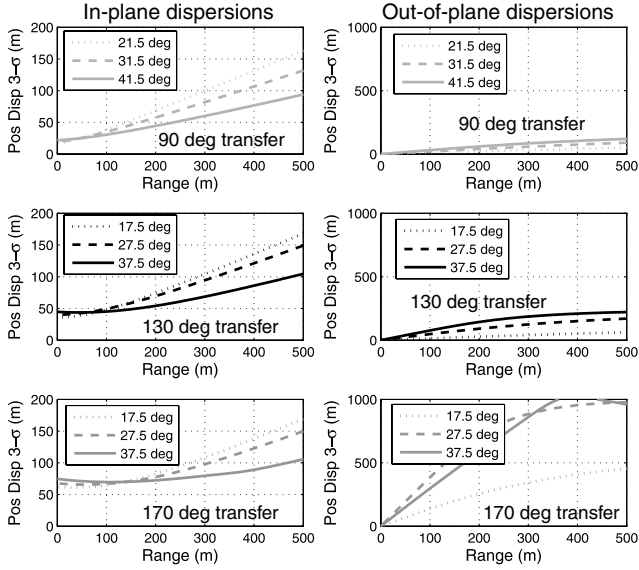 In-plane dispersions
Out-of-plane dispersions
Pos Disp 3-σ (m)
200
150
100
50
0
21.5 deg
31.5 deg
41.5 deg
90 deg transfer
0 100 200 300 400 500
Range (m)
Pos Disp 3-σ (m)
1000
500
0
21.5 deg
31.5 deg
41.5 deg
90 deg transfer
0 100 200 300 400 500
Range (m)
Pos Disp 3-σ (m)
200
150
100
50
0
17.5 deg
27.5 deg
37.5 deg
130 deg transfer
0 100 200 300 400 500
Range (m)
Pos Disp 3-σ (m)
1000
500
0
17.5 deg
27.5 deg
37.5 deg
130 deg transfer
0 100 200 300 400 500
Range (m)
Pos Disp 3-σ (m)
200
150
100
50
0
17.5 deg
27.5 deg
37.5 deg
170 deg transfer
0 100 200 300 400 500
Range (m)
Pos Disp 3-σ (m)
1000
500
0
17.5 deg
27.5 deg
37.5 deg
170 deg transfer
0 100 200 300 400 500
Range (m)